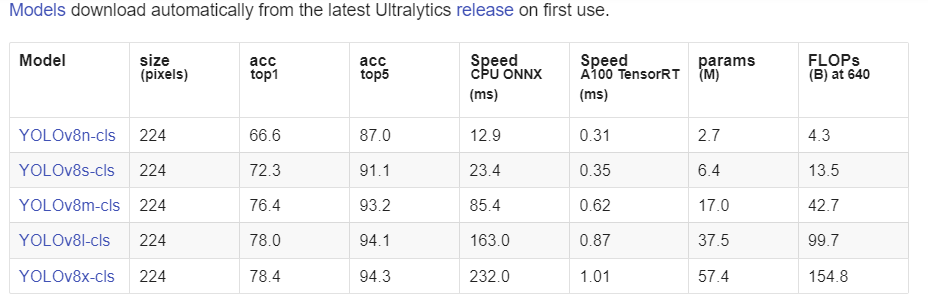 Models download automatically from the latest Ultralytics release on first use.
Model size (pixels) acc top1 acc top5 Speed CPU ONNX (ms) Speed A100 TensorRT (ms) params (M) FLOPs (B) at 640
YOLOv8n-cls 224 66.6 87.0 12.9 0.31 2.7 4.3
YOLOv8s-cls 224 72.3 91.1 23.4 0.35 6.4 13.5
YOLOv8m-cls 224 76.4 93.2 85.4 0.62 17.0 42.7
YOLOv8l-cls 224 78.0 94.1 163.0 0.87 37.5 99.7
YOLOv8x-cls 224 78.4 94.3 232.0 1.01 57.4 154.8